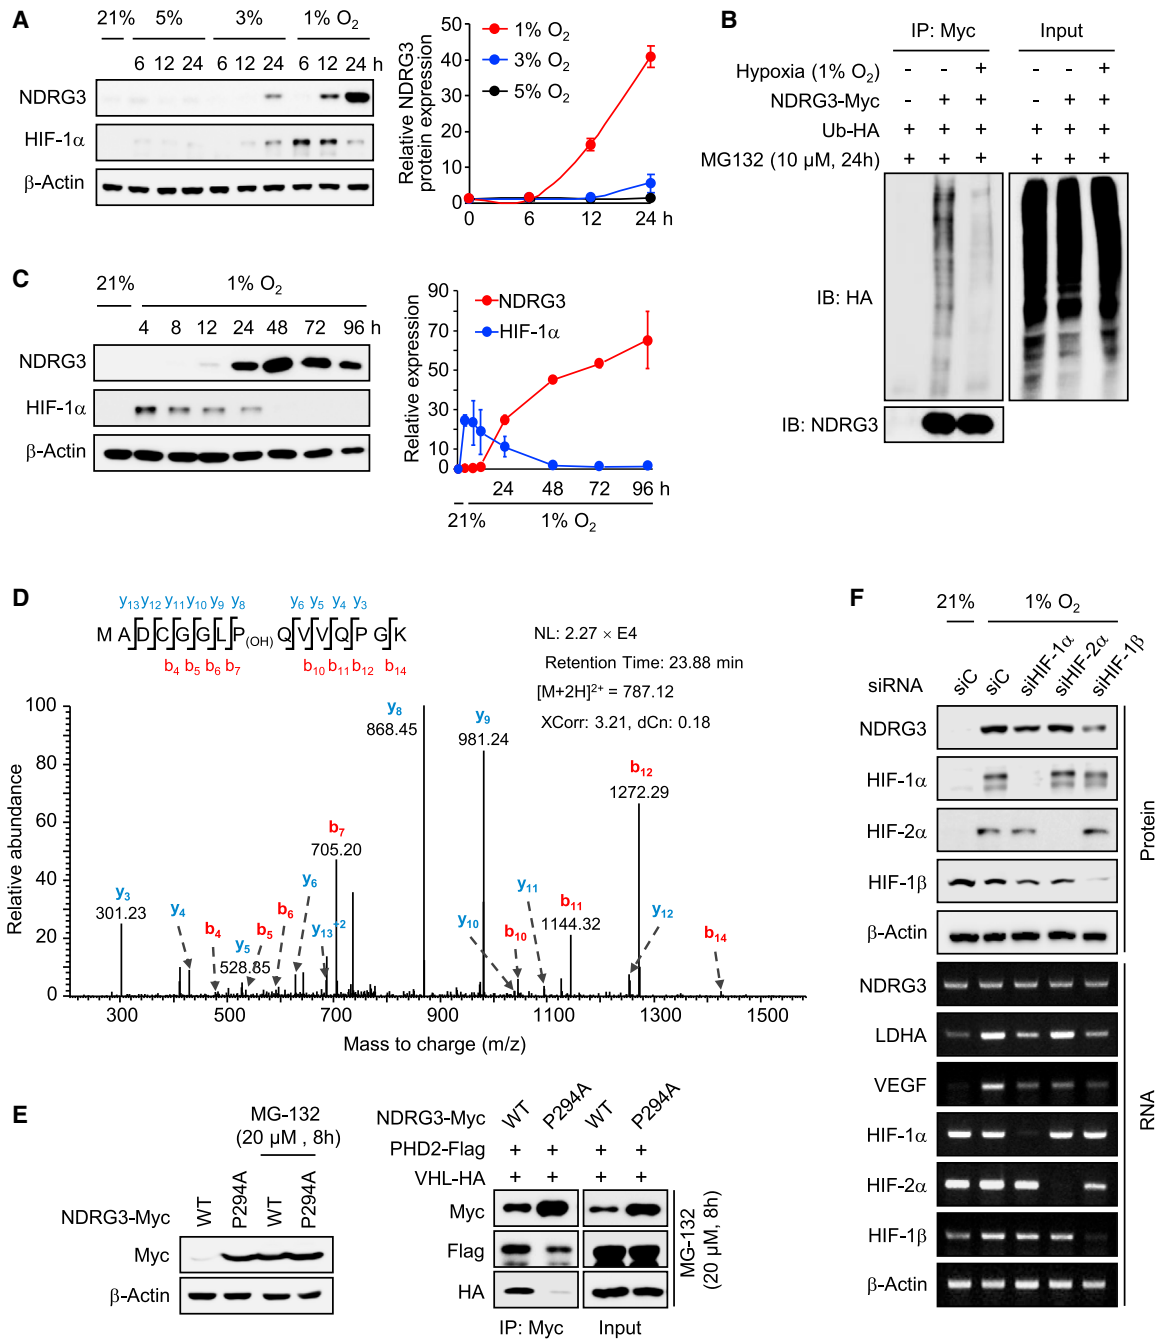 A
21% 5% 3% 1% O2
6 12 24 6 12 24 6 12 24 h
NDRG3
HIF-1α
β-Actin
Relative NDRG3
protein expression
50
40
30
20
10
0
1% O2
3% O2
5% O2
0 6 12 24 h
B
IP: Myc Input
Hypoxia (1% O2) - - + - - +
NDRG3-Myc - + + - + +
Ub-HA + + + + + +
MG132 (10 µM, 24h) + + + + + +
IB: HA
IB: NDRG3
C
21% 1% O2
4 8 12 24 48 72 96 h
NDRG3
HIF-1α
β-Actin
Relative expression
90
70
50
30
10
0
NDRG3
HIF-1α
24 48 72 96 h
21% 1% O2
D
y13 y12 y11 y10 y9 y8 y6 y5 y4 y3
M A D C G G L P(OH) Q V V Q P G K
b4 b5 b6 b7 b10 b11 b12 b14
NL: 2.27 × E4
Retention Time: 23.88 min
[M+2H]2+ = 787.12
XCorr: 3.21, dCn: 0.18
Relative abundance
100
80
60
40
20
0
y3
301.23
y4
b4
y5
528.85
b5
b6
y6
y13+2
b7
705.20
y8
868.45
y9
981.24
y10
b10
y11
b11
1144.32
b12
1272.29
y12
b14
300 500 700 900 1100 1300 1500
Mass to charge (m/z)
E
MG-132
(20 µM , 8h)
NDRG3-Myc WT P294A WT P294A
Myc
β-Actin
NDRG3-Myc WT P294A WT P294A
PHD2-Flag + + + +
VHL-HA + + + +
Myc
Flag
HA
IP: Myc Input
MG-132
(20 µM, 8h)
F
21% 1% O2
siRNA siC siC siHIF-1α siHIF-2α siHIF-1β
NDRG3
HIF-1α
HIF-2α
HIF-1β
β-Actin
Protein
NDRG3
LDHA
VEGF
HIF-1α
HIF-2α
HIF-1β
β-Actin
RNA